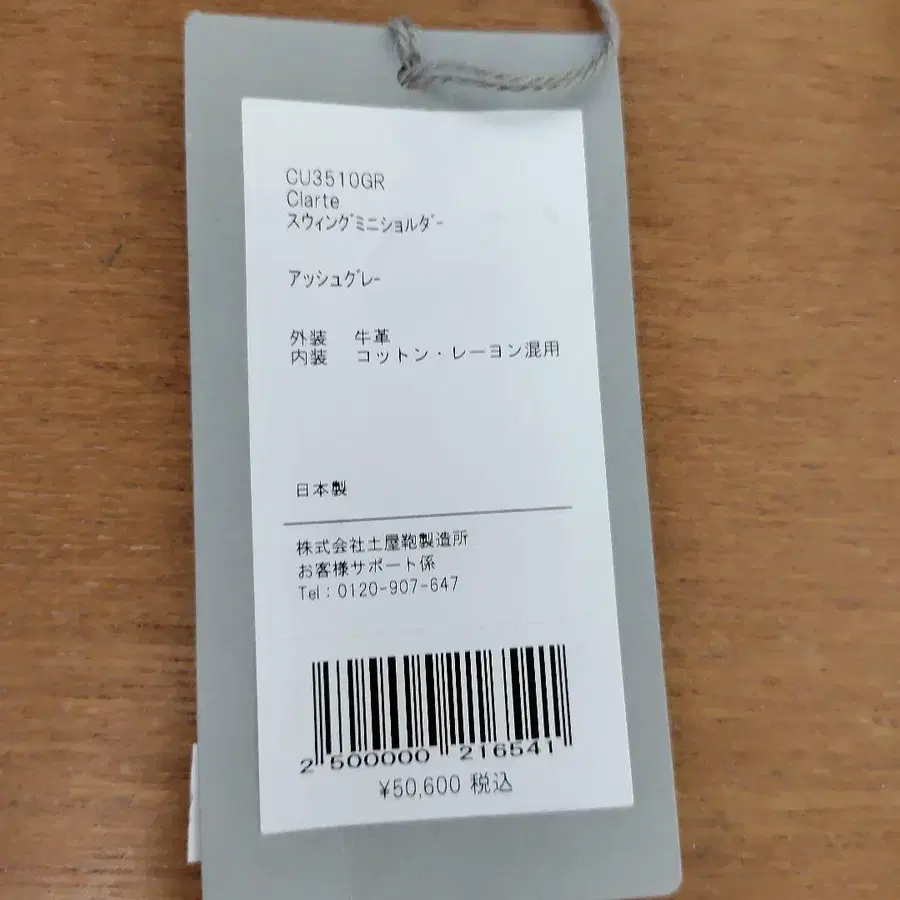 CU3510GR
Clarte
スウィングミニショルダー
アッシュグレー
外装 牛革
内装 コットン・レーヨン混用
日本製
株式会社土屋鞄製造所
お客様サポート係
Tel：0120-907-647
2 500000 216541
¥50,600 税込